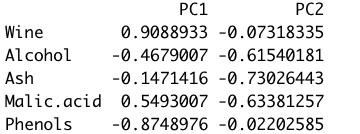 PC1 PC2
Wine 0.9088933 -0.07318335
Alcohol -0.4679007 -0.61540181
Ash -0.1471416 -0.73026443
Malic.acid 0.5493007 -0.63381257
Phenols -0.8748976 -0.02202585